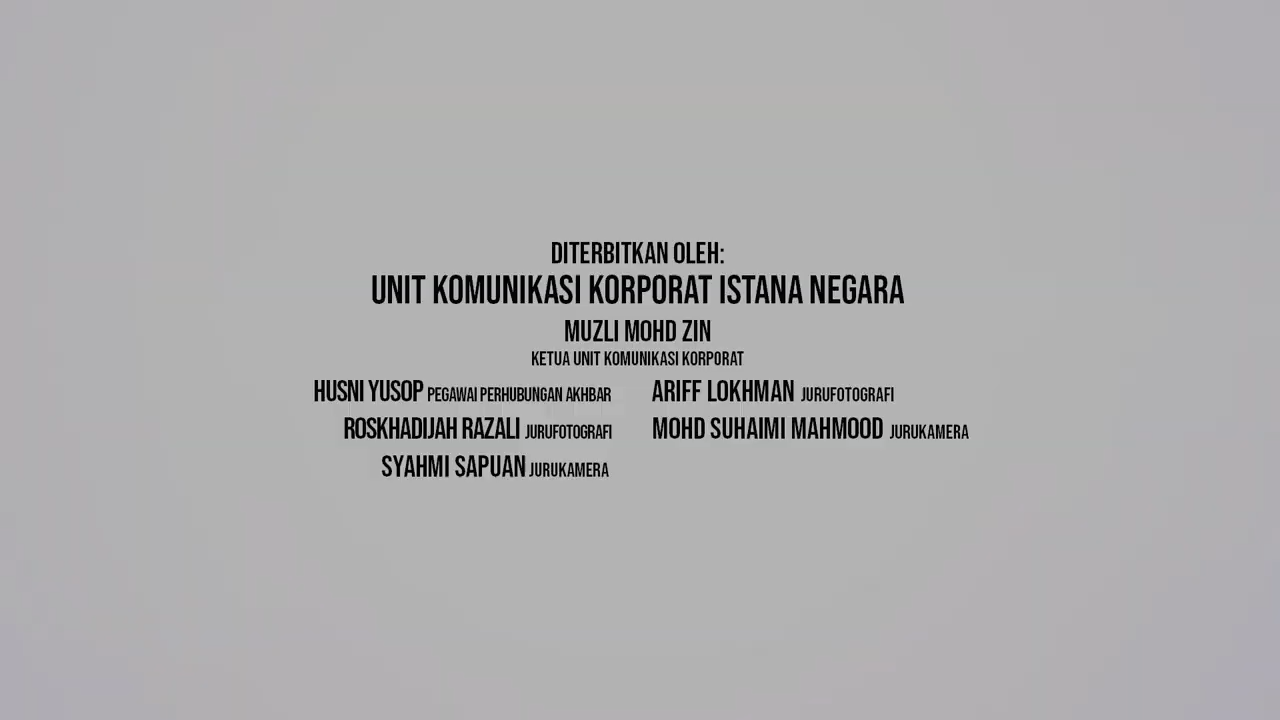 DITERBITKAN OLEH:
UNIT KOMUNIKASI KORPORAT ISTANA NEGARA
MUZLI MOHD ZIN
KETUA UNIT KOMUNIKASI KORPORAT
HUSNI YUSOP PEGAWAI PERHUBUNGAN AKHBAR
ARIFF LOKHMAN JURUFOTOGRAFI
ROSKHADIJAH RAZALI JURUFOTOGRAFI
MOHD SUHAIMI MAHMOOD JURUKAMERA
SYAHMI SAPUAN JURUKAMERA